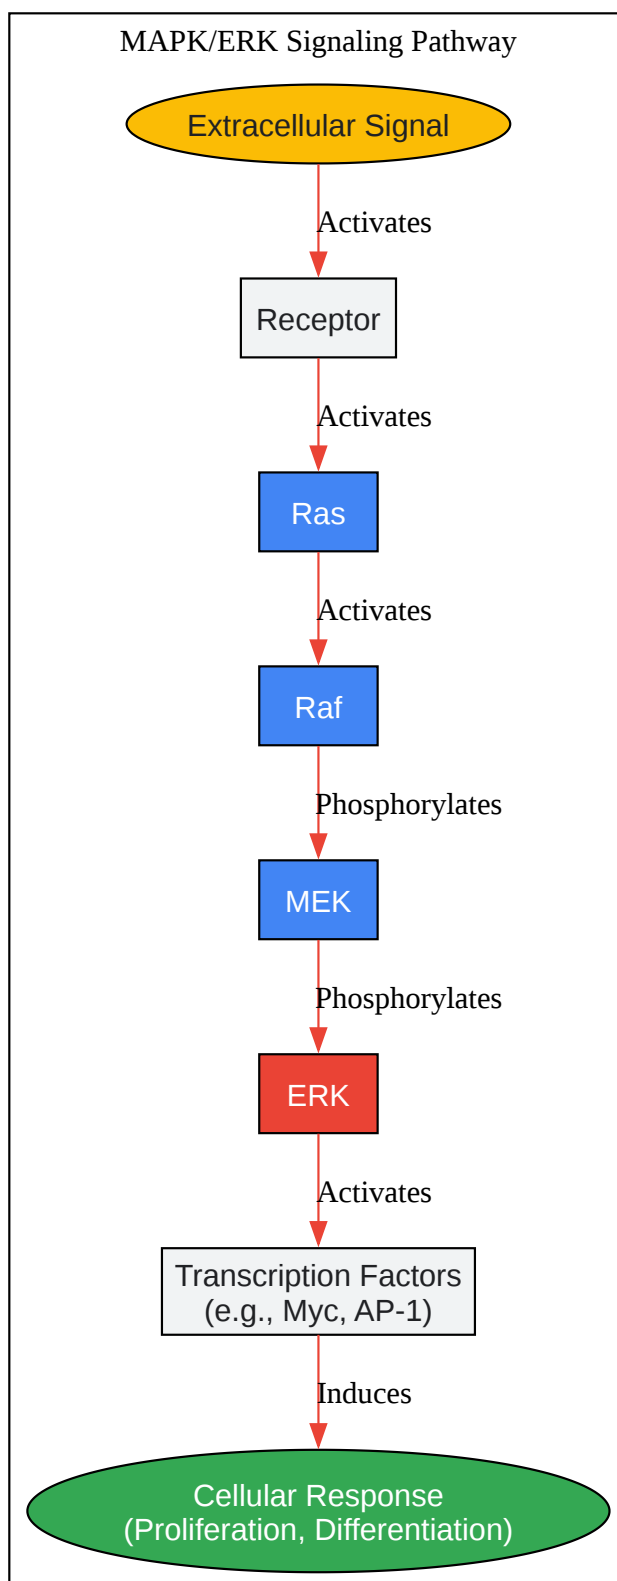 MAPK/ERK Signaling Pathway
Extracellular Signal
Activates
Receptor
Activates
Ras
Activates
Raf
Phosphorylates
MEK
Phosphorylates
ERK
Activates
Transcription Factors
(e.g., Myc, AP-1)
Induces
Cellular Response
(Proliferation, Differentiation)